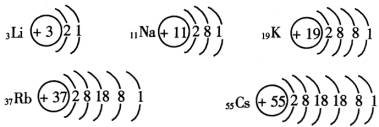 ₃Li +3 2 1 ₁₁Na +11 2 8 1 ₁₉K +19 2 8 8 1
₃₇Rb +37 2 8 18 8 1 ₅₅Cs +55 2 8 18 18 8 1